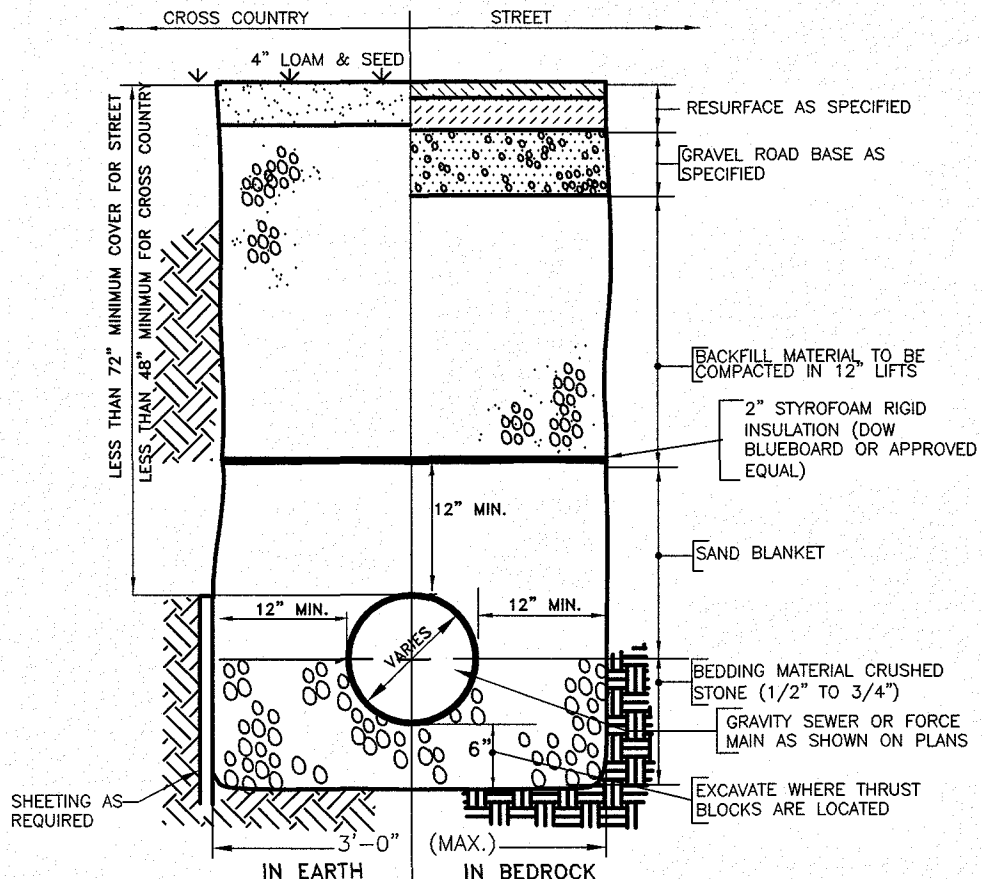 CROSS COUNTRY
STREET
4" LOAM & SEED
LESS THAN 72" MINIMUM COVER FOR STREET
LESS THAN 48" MINIMUM FOR CROSS COUNTRY
RESURFACE AS SPECIFIED
GRAVEL ROAD BASE AS
SPECIFIED
BACKFILL MATERIAL TO BE
COMPACTED IN 12" LIFTS
2" STYROFOAM RIGID
INSULATION (DOW
BLUEBOARD OR APPROVED
EQUAL)
12" MIN.
SAND BLANKET
12" MIN.
12" MIN.
VARIES
BEDDING MATERIAL CRUSHED
STONE (1/2" TO 3/4")
GRAVITY SEWER OR FORCE
MAIN AS SHOWN ON PLANS
6"
EXCAVATE WHERE THRUST
BLOCKS ARE LOCATED
SHEETING AS
REQUIRED
3'-0" (MAX.)
IN EARTH
IN BEDROCK